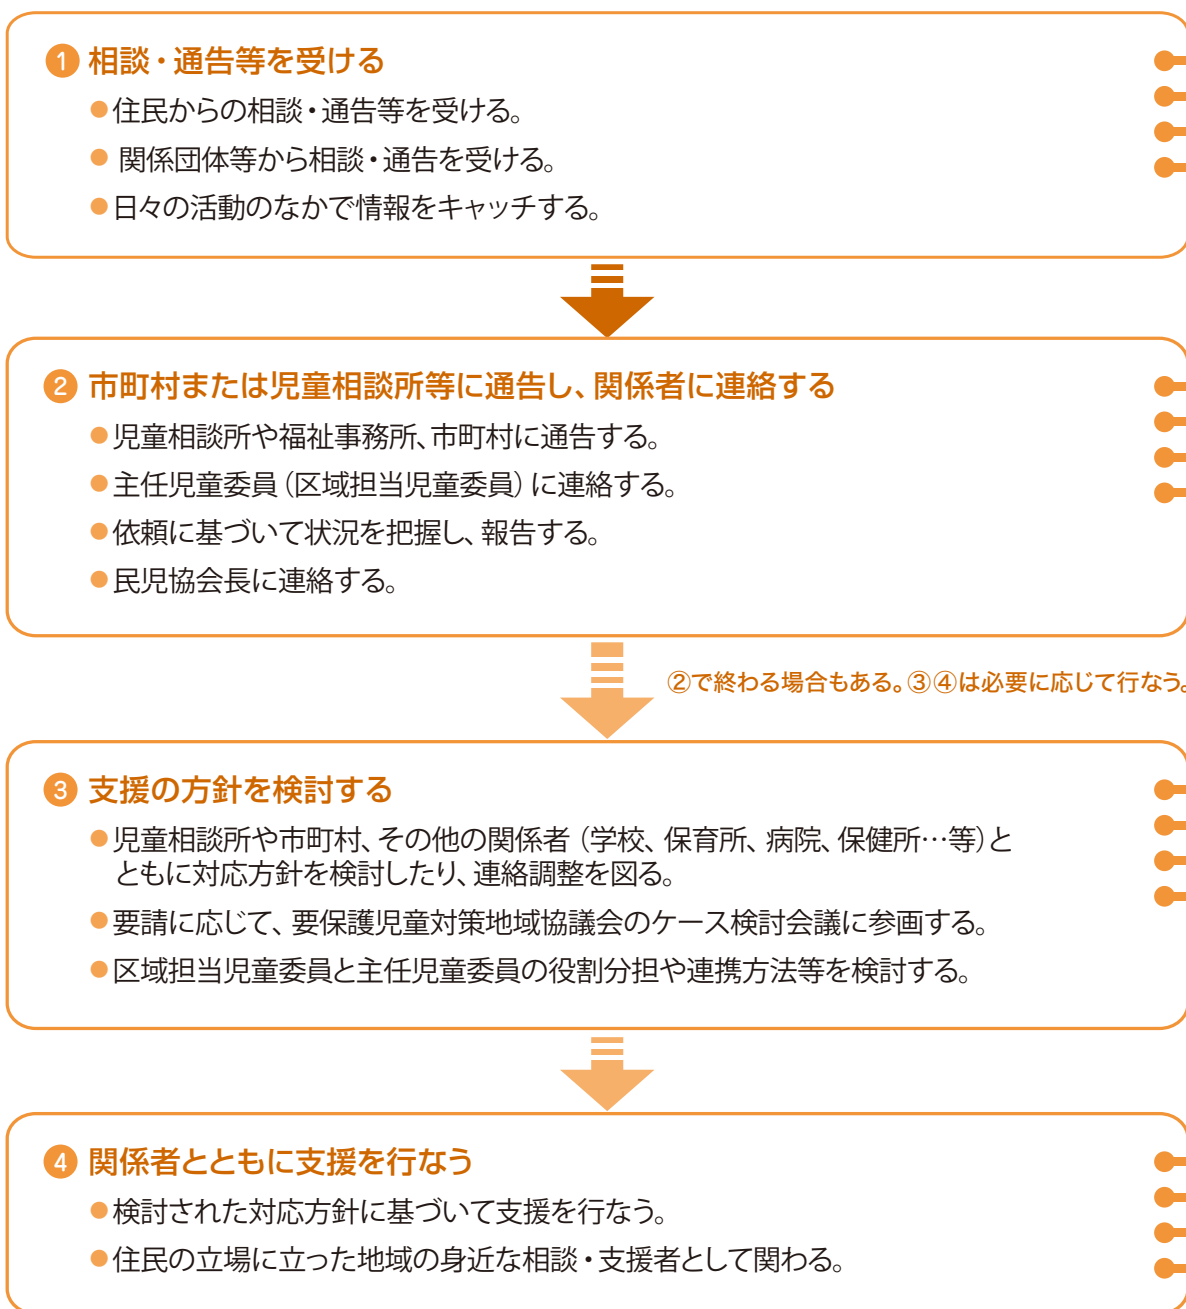 ❶ 相談・通告等を受ける
●住民からの相談・通告等を受ける。
● 関係団体等から相談・通告を受ける。
●日々の活動のなかで情報をキャッチする。
❷ 市町村または児童相談所等に通告し、関係者に連絡する
●児童相談所や福祉事務所、市町村に通告する。
●主任児童委員（区域担当児童委員）に連絡する。
●依頼に基づいて状況を把握し、報告する。
●民児協会長に連絡する。
②で終わる場合もある。③④は必要に応じて行なう。
❸ 支援の方針を検討する
●児童相談所や市町村、その他の関係者（学校、保育所、病院、保健所…等）と
ともに対応方針を検討したり、連絡調整を図る。
●要請に応じて、要保護児童対策地域協議会のケース検討会議に参画する。
●区域担当児童委員と主任児童委員の役割分担や連携方法等を検討する。
❹ 関係者とともに支援を行なう
●検討された対応方針に基づいて支援を行なう。
●住民の立場に立った地域の身近な相談・支援者として関わる。